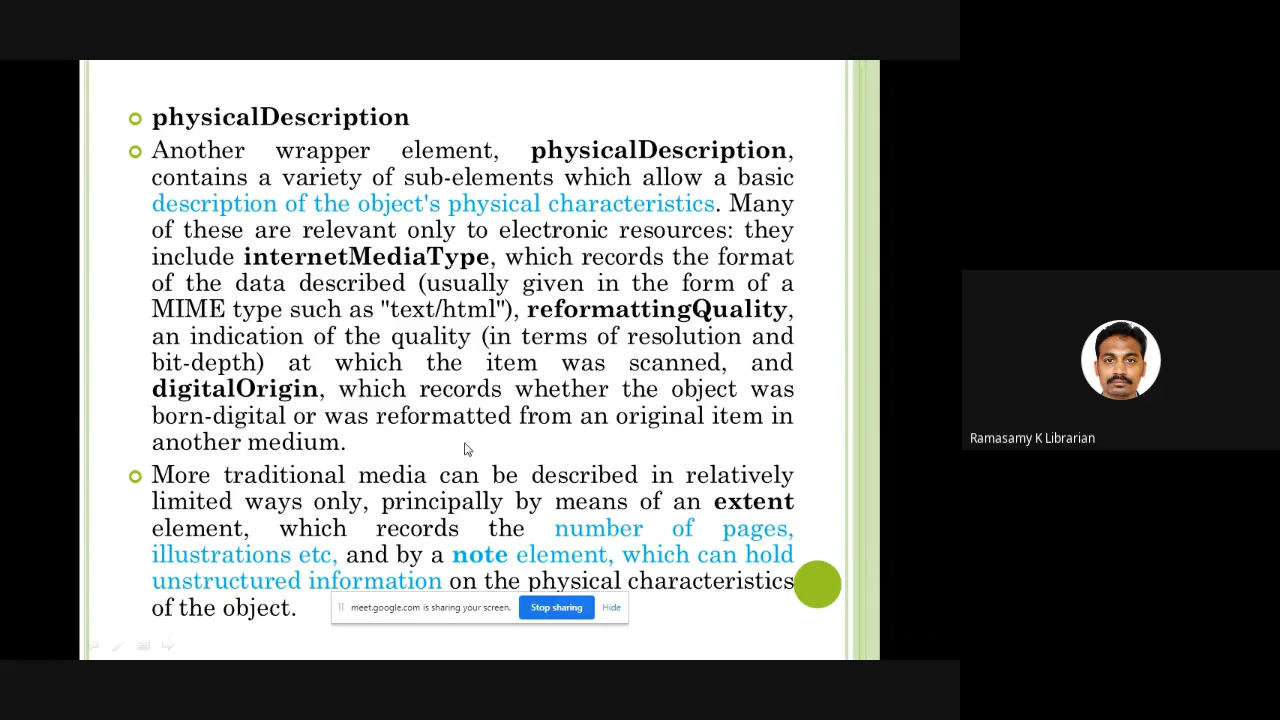 physicalDescription
Another wrapper element, physicalDescription,
contains a variety of sub-elements which allow a basic
description of the object's physical characteristics. Many
of these are relevant only to electronic resources: they
include internetMediaType, which records the format
of the data described (usually given in the form of a
MIME type such as "text/html"), reformattingQuality,
an indication of the quality (in terms of resolution and
bit-depth) at which the item was scanned, and
digitalOrigin, which records whether the object was
born-digital or was reformatted from an original item in
another medium.
More traditional media can be described in relatively
limited ways only, principally by means of an extent
element, which records the number of pages,
illustrations etc, and by a note element, which can hold
unstructured information on the physical characteristics
of the object.
meet.google.com is sharing your screen. Stop sharing Hide
Ramasamy K Librarian